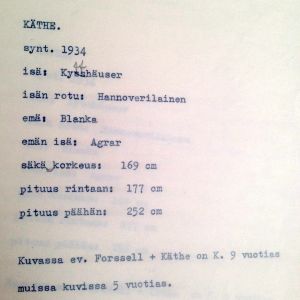 KÄTHE.
synt. 1934
isä: Kyffhäuser
isän rotu: Hannoverilainen
emä: Blanka
emän isä: Agrar
säkä korkeus: 169 cm
pituus rintaan: 177 cm
pituus päähän: 252 cm
Kuvassa ev. Forssell + Käthe on K. 9 vuotias
muissa kuvissa 5 vuotias.